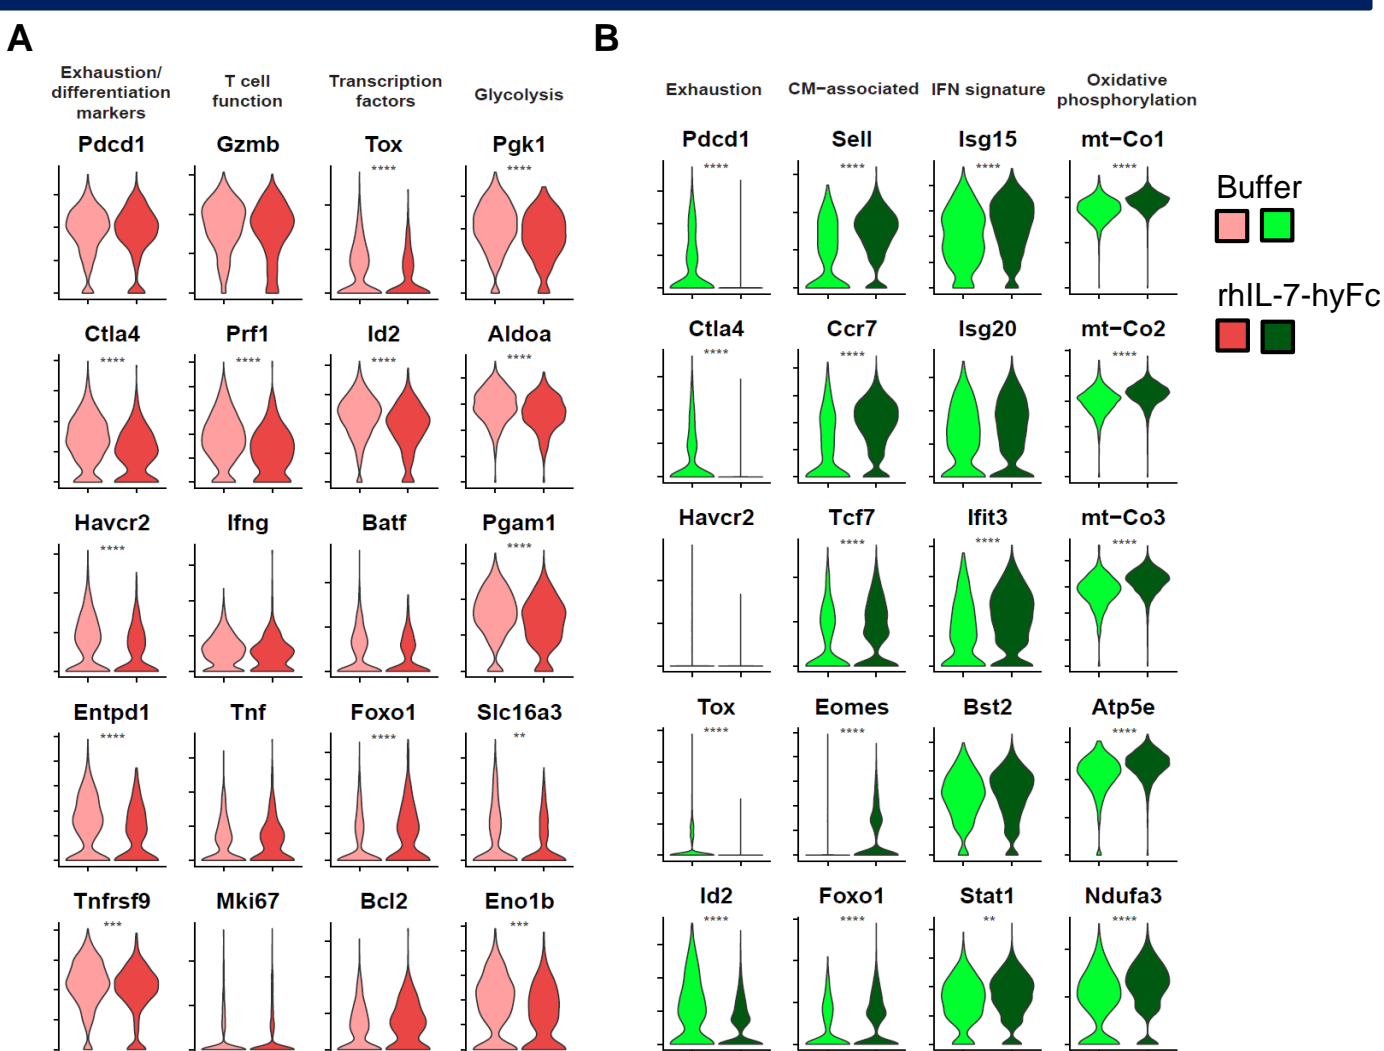 A
B
Exhaustion/
differentiation
markers
T cell
function
Transcription
factors
Glycolysis
Exhaustion
CM−associated
IFN signature
Oxidative
phosphorylation
Pdcd1
Gzmb
Tox
****
Pgk1
****
Pdcd1
****
Sell
****
Isg15
****
mt−Co1
****
Buffer
rhIL-7-hyFc
Ctla4
****
Prf1
****
Id2
****
Aldoa
****
Ctla4
****
Ccr7
****
Isg20
mt−Co2
****
Havcr2
****
Ifng
Batf
Pgam1
****
Havcr2
Tcf7
****
Ifit3
****
mt−Co3
****
Entpd1
****
Tnf
Foxo1
****
Slc16a3
**
Tox
****
Eomes
****
Bst2
Atp5e
****
Tnfrsf9
***
Mki67
Bcl2
Eno1b
***
Id2
****
Foxo1
****
Stat1
**
Ndufa3
****